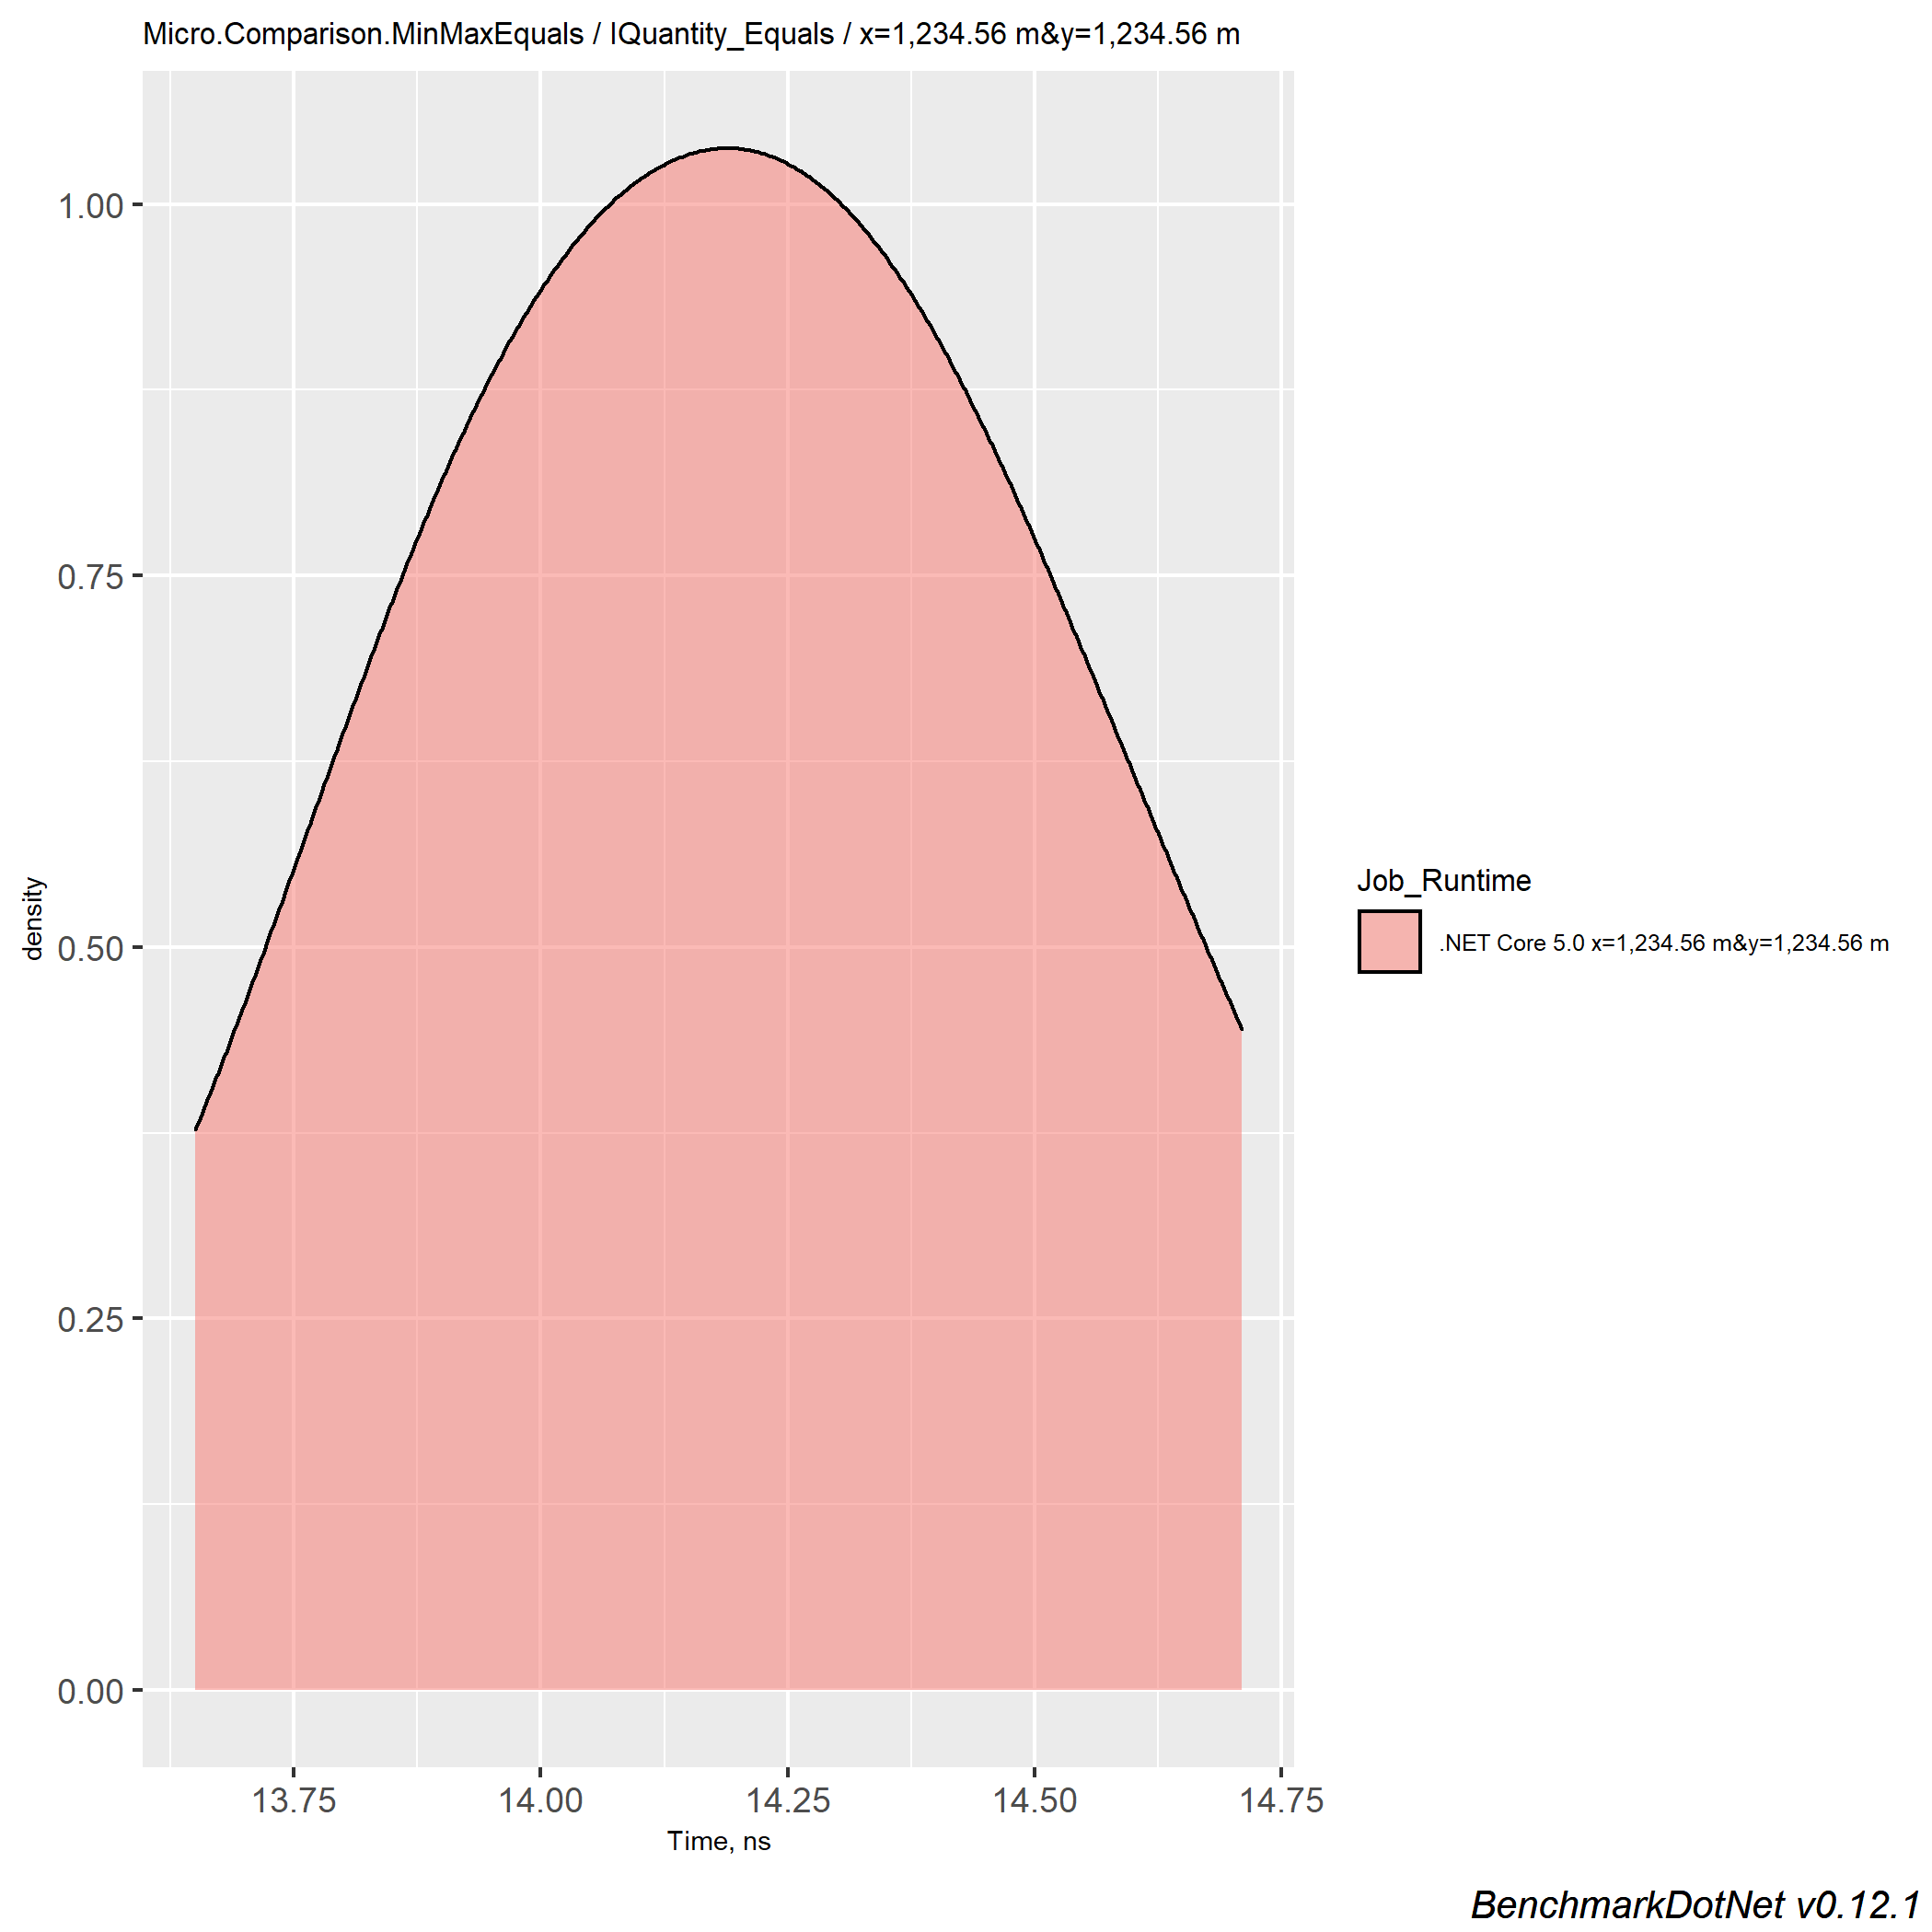 Micro.Comparison.MinMaxEquals / IQuantity_Equals / x=1,234.56 m&y=1,234.56 m
1.00
0.75
0.50
0.25
0.00
density
13.75 14.00 14.25 14.50 14.75
Time, ns
Job_Runtime
.NET Core 5.0 x=1,234.56 m&y=1,234.56 m
BenchmarkDotNet v0.12.1